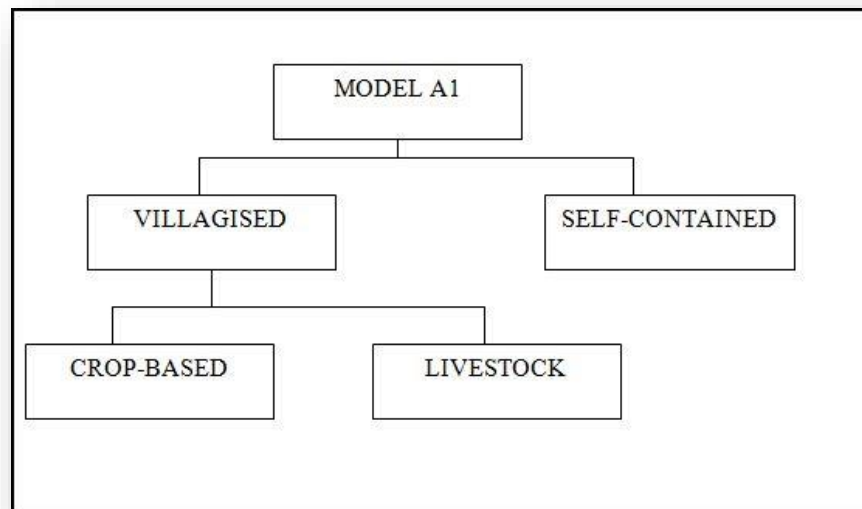 MODEL A1
VILLAGISED
SELF-CONTAINED
CROP-BASED
LIVESTOCK